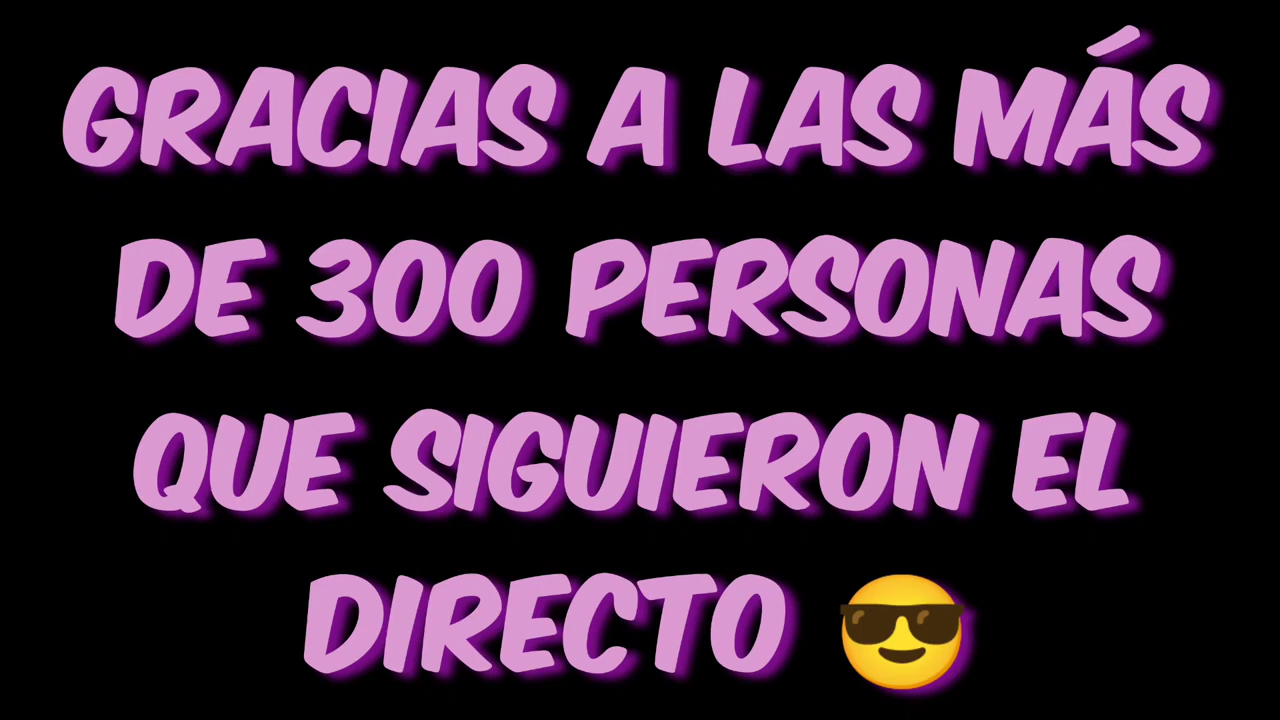 GRACIAS A LAS MÁS
DE 300 PERSONAS
QUE SIGUIERON EL
DIRECTO 😎